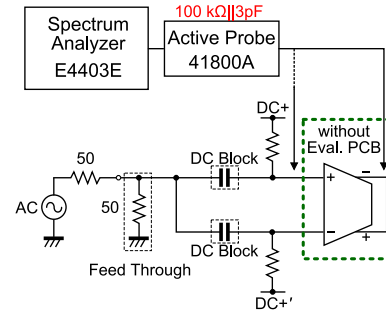 100 kΩ||3pF
Spectrum
Analyzer
E4403E
Active Probe
41800A
DC+
without
Eval. PCB
50
DC Block
+
−
AC
50
DC Block
−
+
Feed Through
DC+′